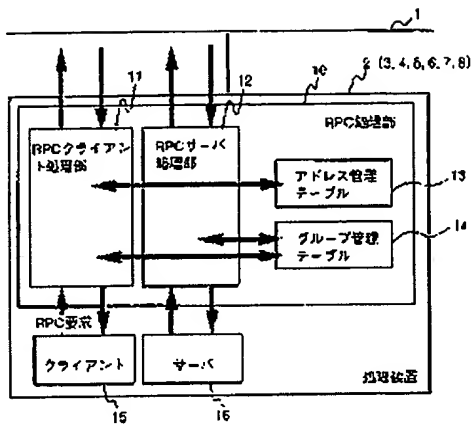 1
2 (3,4,5,6,7,8)
10
11
12
RPC処理部
RPCクライアン
ト処理部
RPCサーバ
処理部
アドレス管理
テーブル
13
グループ管理
テーブル
14
RPC要求
クライアント
サーバ
処理装置
15
16